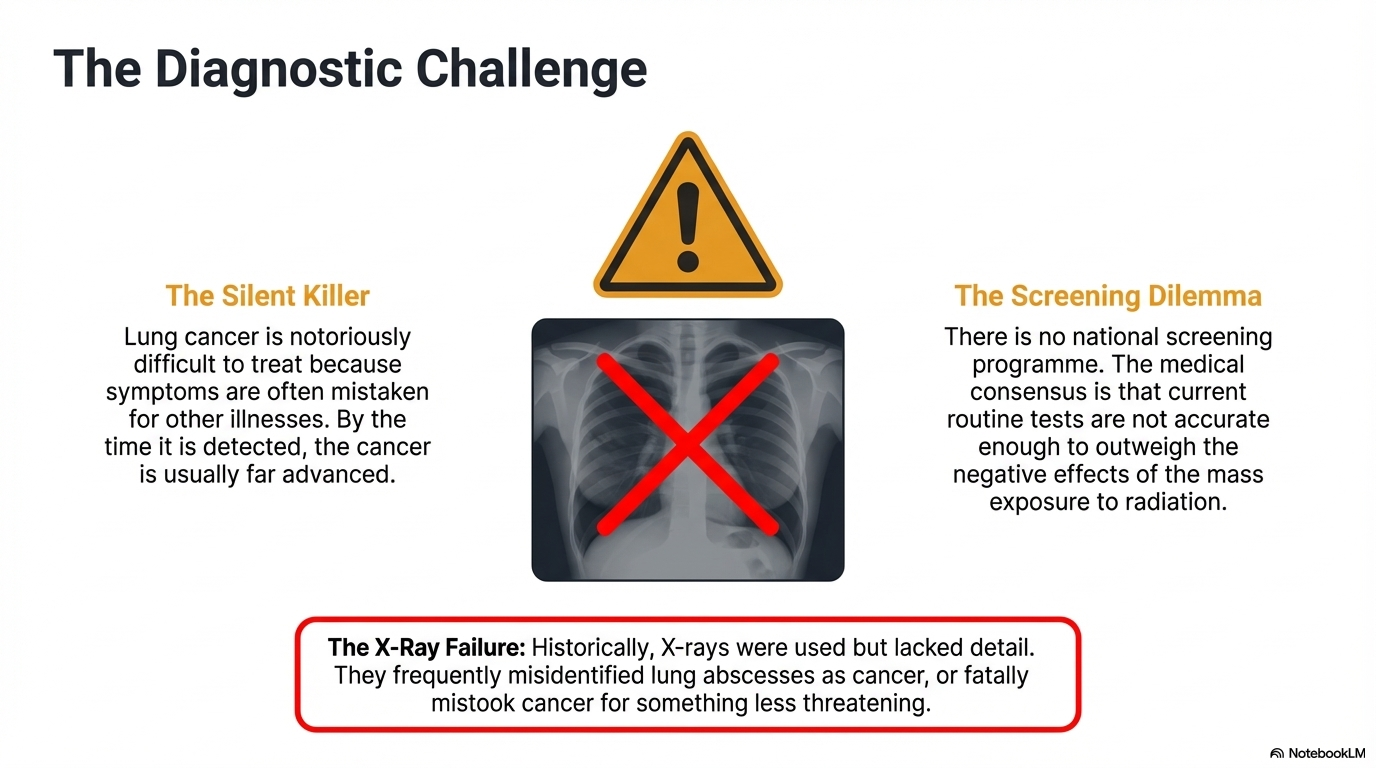 The Diagnostic Challenge
The Silent Killer
Lung cancer is notoriously
difficult to treat because
symptoms are often mistaken
for other illnesses. By the
time it is detected, the cancer
is usually far advanced.
The Screening Dilemma
There is no national screening
programme. The medical
consensus is that current
routine tests are not accurate
enough to outweigh the
negative effects of the mass
exposure to radiation.
The X-Ray Failure: Historically, X-rays were used but lacked detail.
They frequently misidentified lung abscesses as cancer, or fatally
mistook cancer for something less threatening.
NotebookLM